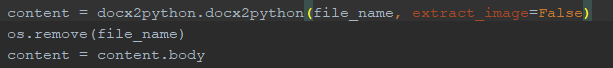 content = docx2python.docx2python(file_name, extract_image=False)
os.remove(file_name)
content = content.body